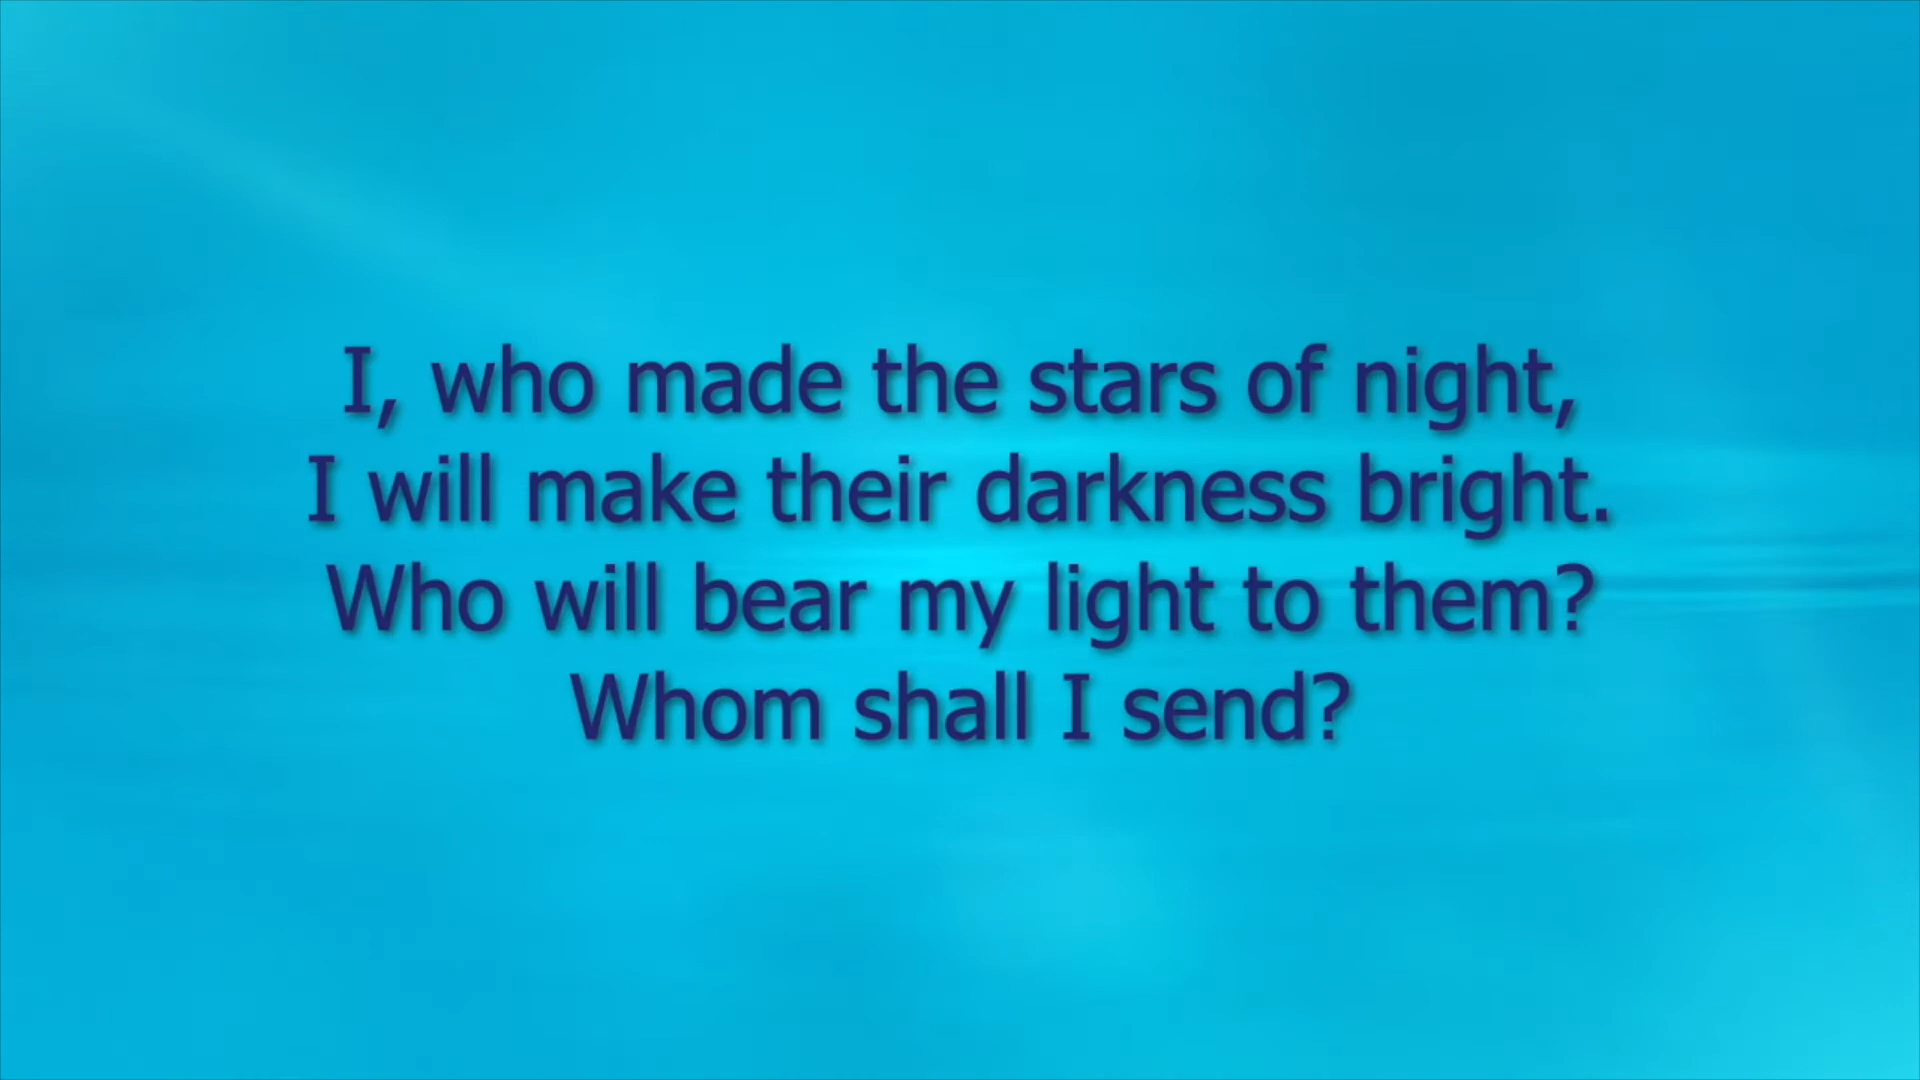 I, who made the stars of night,
I will make their darkness bright.
Who will bear my light to them?
Whom shall I send?